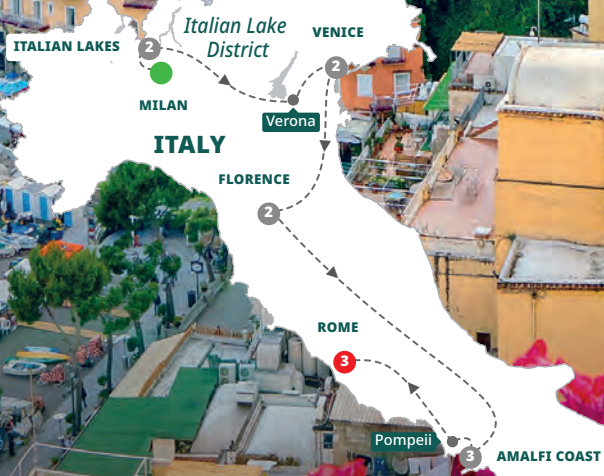 Italian Lake
District
ITALIAN LAKES
2
VENICE
2
MILAN
Verona
ITALY
FLORENCE
2
ROME
3
Pompeii
3
AMALFI COAST